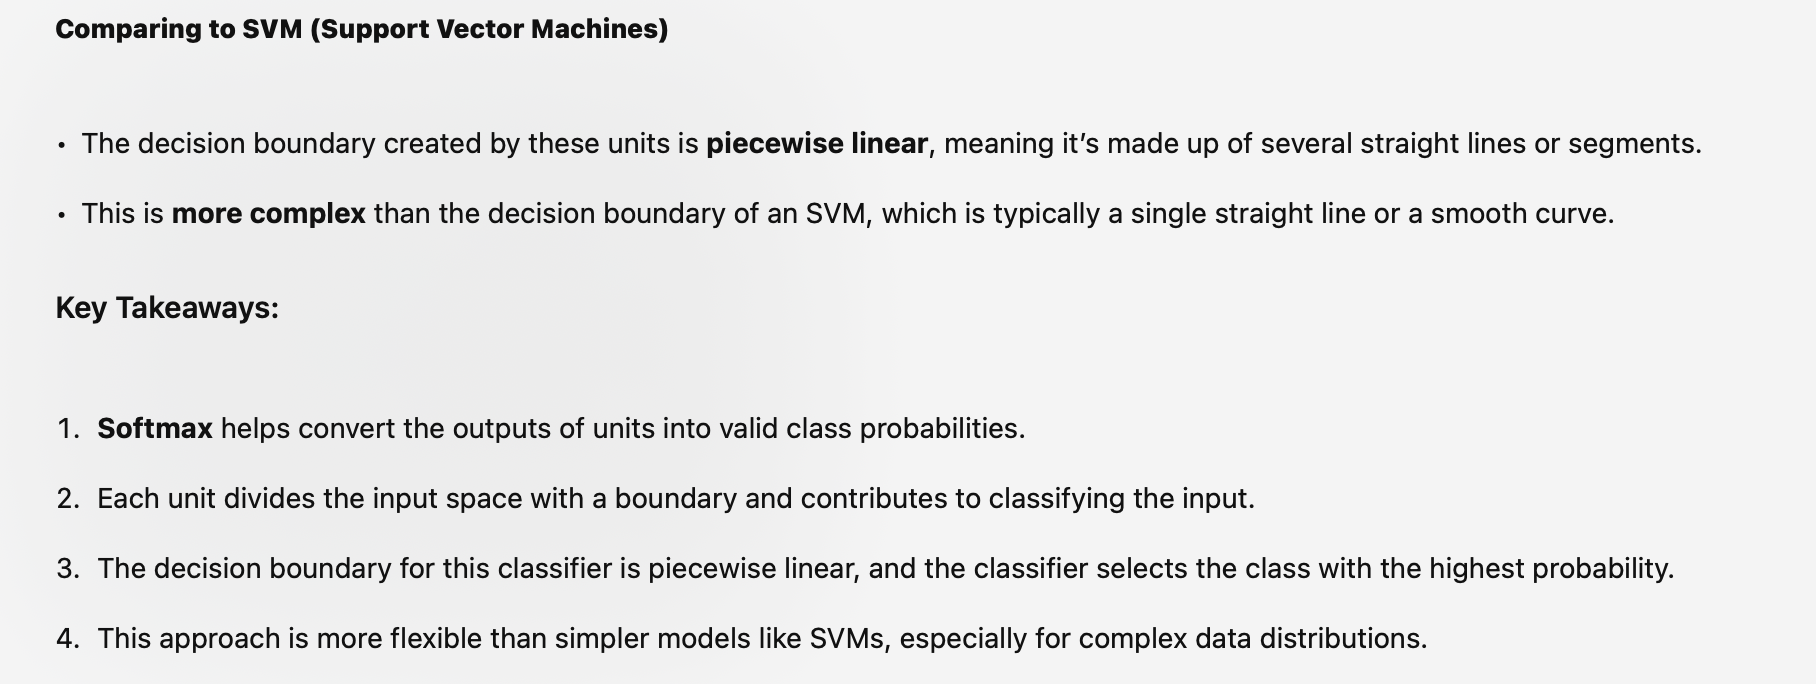 Comparing to SVM (Support Vector Machines)
• The decision boundary created by these units is piecewise linear, meaning it’s made up of several straight lines or segments.
• This is more complex than the decision boundary of an SVM, which is typically a single straight line or a smooth curve.
Key Takeaways:
1. Softmax helps convert the outputs of units into valid class probabilities.
2. Each unit divides the input space with a boundary and contributes to classifying the input.
3. The decision boundary for this classifier is piecewise linear, and the classifier selects the class with the highest probability.
4. This approach is more flexible than simpler models like SVMs, especially for complex data distributions.